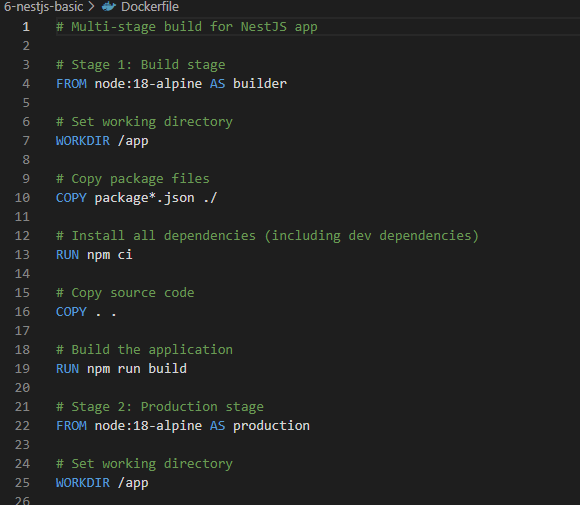 6-nestjs-basic > Dockerfile
1 # Multi-stage build for NestJS app
2
3 # Stage 1: Build stage
4 FROM node:18-alpine AS builder
5
6 # Set working directory
7 WORKDIR /app
8
9 # Copy package files
10 COPY package*.json ./
11
12 # Install all dependencies (including dev dependencies)
13 RUN npm ci
14
15 # Copy source code
16 COPY . .
17
18 # Build the application
19 RUN npm run build
20
21 # Stage 2: Production stage
22 FROM node:18-alpine AS production
23
24 # Set working directory
25 WORKDIR /app
26